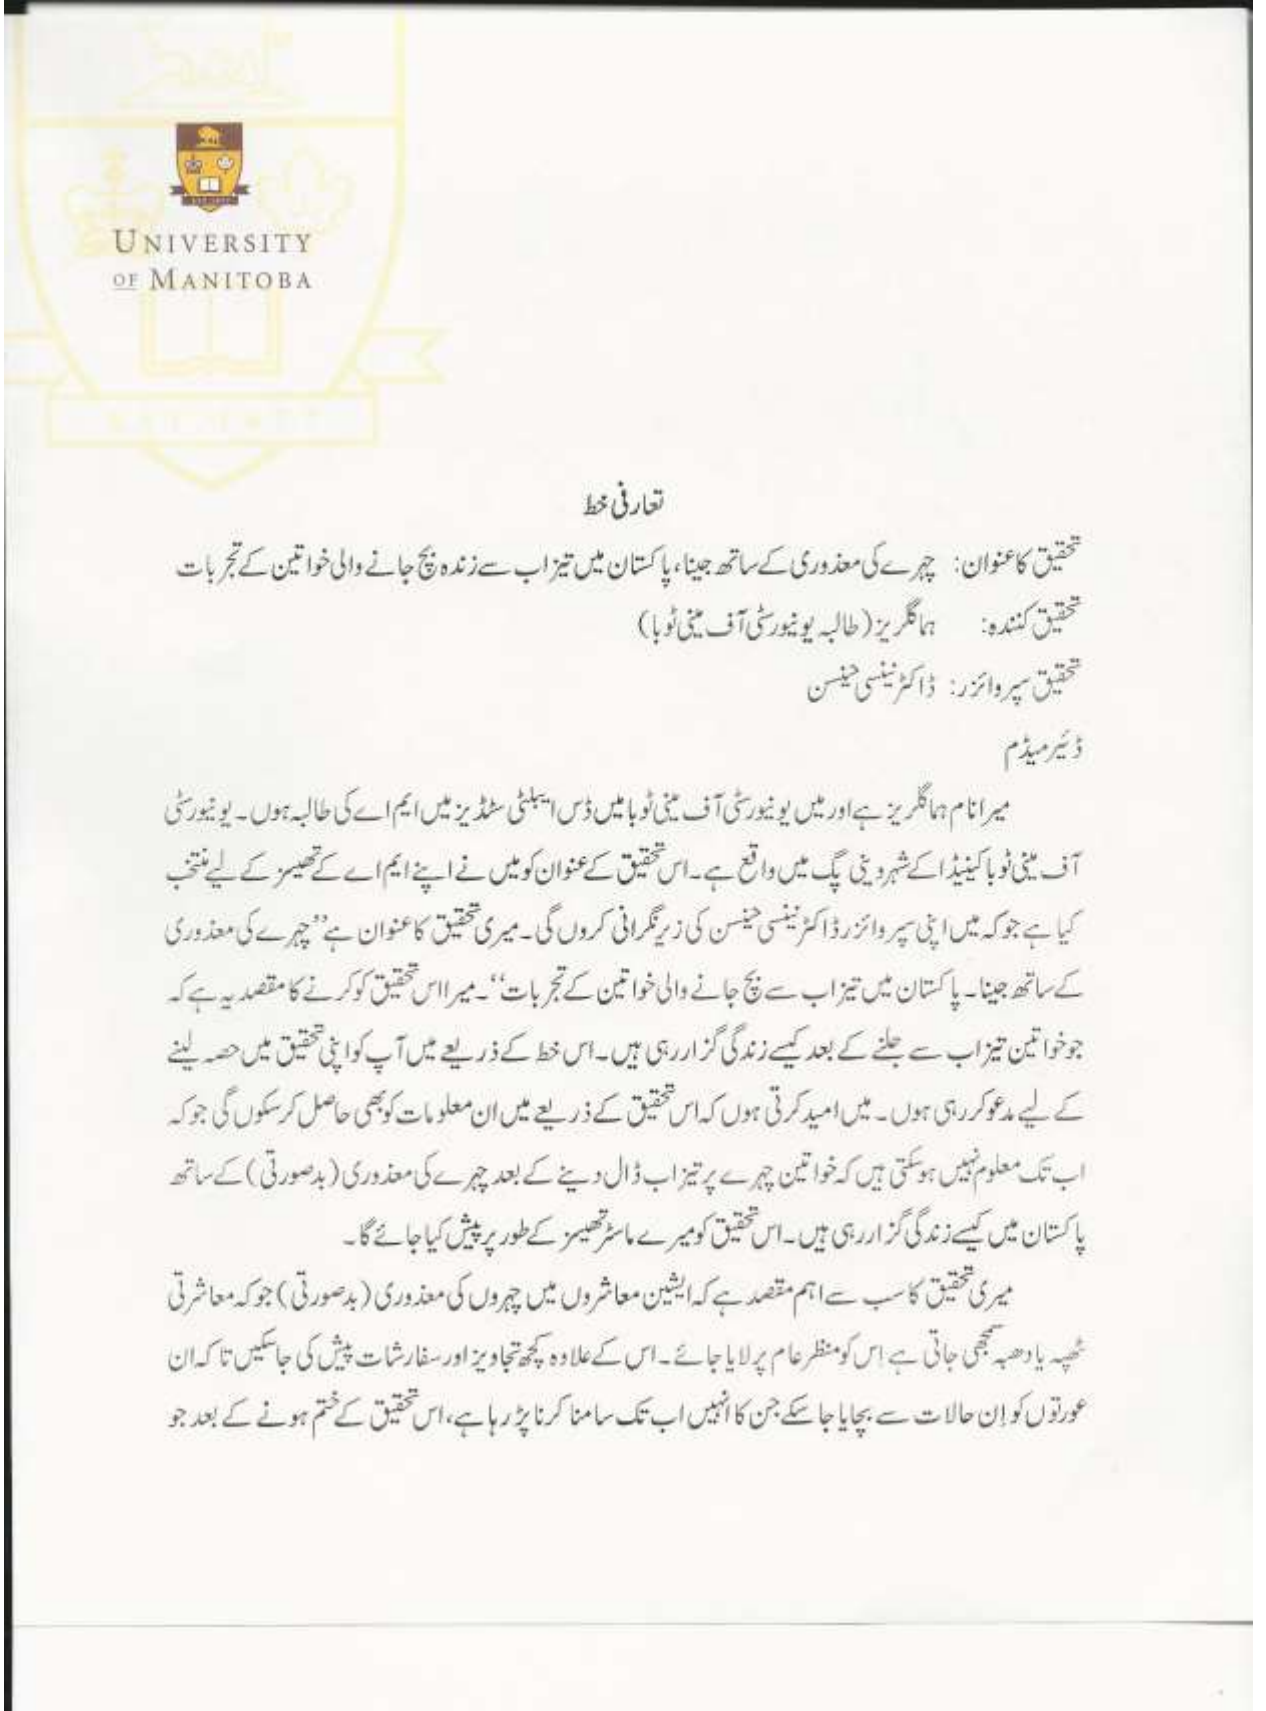 UNIVERSITY
OF MANITOBA
تعارفی خط
تحقیق کا عنوان: چہرے کی معذوری کے ساتھ جینا، پاکستان میں تیزاب سے زندہ بچ جانے والی خواتین کے تجربات
تحقیق کنندہ: ہما گلریز (طالبہ یونیورسٹی آف مینی ٹوبا)
تحقیق سپروائزر: ڈاکٹر نینسی جینسن
ڈئیر میڈم
میرا نام ہما گلریز ہے اور میں یونیورسٹی آف مینی ٹوبا میں ڈس ایبلٹی سٹڈیز میں ایم اے کی طالبہ ہوں۔ یونیورسٹی
آف مینی ٹوبا کینیڈا کے شہر وینی پگ میں واقع ہے۔ اس تحقیق کے عنوان کو میں نے اپنے ایم اے کے تھیسز کے لیے منتخب
کیا ہے جو کہ میں اپنی سپروائزر ڈاکٹر نینسی جینسن کی زیر نگرانی کروں گی۔ میری تحقیق کا عنوان ہے ’’چہرے کی معذوری
کے ساتھ جینا۔ پاکستان میں تیزاب سے بچ جانے والی خواتین کے تجربات‘‘۔ میرا اس تحقیق کو کرنے کا مقصد یہ ہے کہ
جو خواتین تیزاب سے جلنے کے بعد کیسے زندگی گزار رہی ہیں۔ اس خط کے ذریعے میں آپ کو اپنی تحقیق میں حصہ لینے
کے لیے مدعو کر رہی ہوں۔ میں امید کرتی ہوں کہ اس تحقیق کے ذریعے میں ان معلومات کو بھی حاصل کر سکوں گی جو کہ
اب تک معلوم نہیں ہو سکتی ہیں کہ خواتین چہرے پر تیزاب ڈال دینے کے بعد چہرے کی معذوری (بدصورتی) کے ساتھ
پاکستان میں کیسے زندگی گزار رہی ہیں۔ اس تحقیق کو میرے ماسٹر تھیسز کے طور پر پیش کیا جائے گا۔
میری تحقیق کا سب سے اہم مقصد ہے کہ ایشین معاشروں میں چہروں کی معذوری (بدصورتی) جو کہ معاشرتی
ٹھپہ یا دھبہ سمجھی جاتی ہے اِس کو منظر عام پر لایا جائے۔ اس کے علاوہ کچھ تجاویز اور سفارشات پیش کی جا سکیں تا کہ ان
عورتوں کو اِن حالات سے بچایا جا سکے جن کا انہیں اب تک سامنا کرنا پڑ رہا ہے، اس تحقیق کے ختم ہونے کے بعد جو